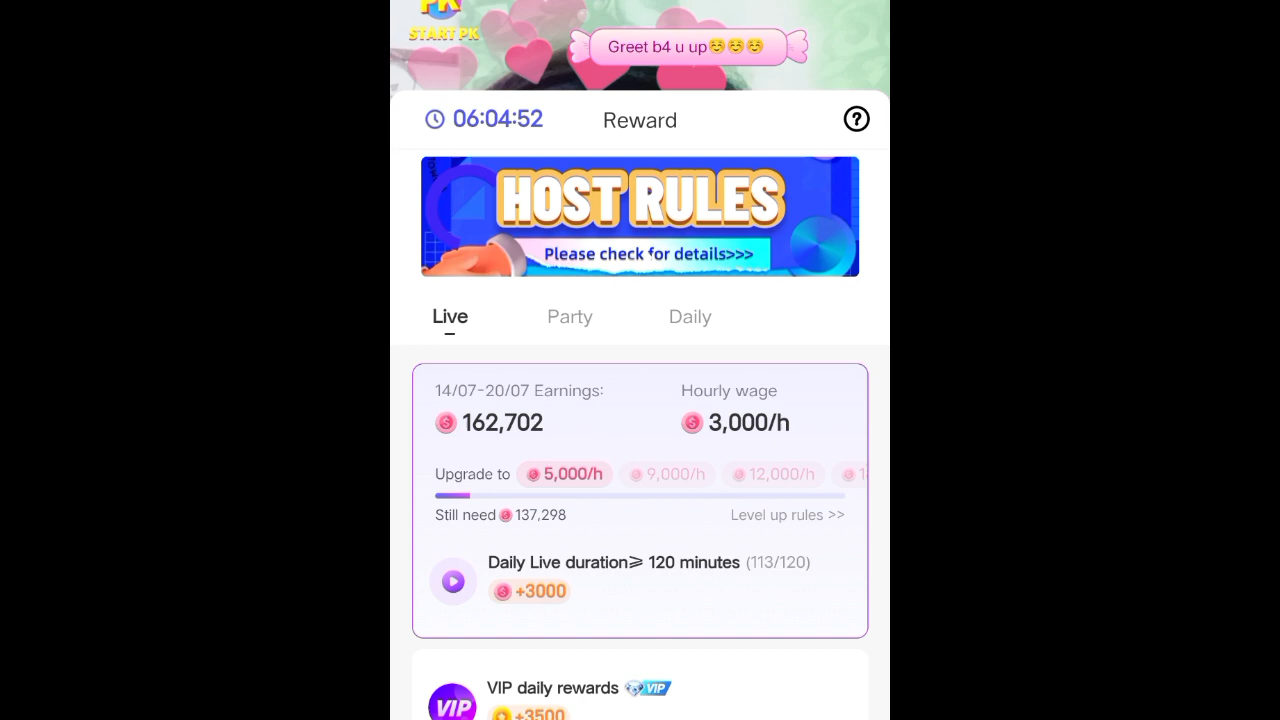 PK
START PK
Greet b4 u up☺️☺️☺️
06:04:52
Reward
?
HOST RULES
Please check for details>>>
Live Party Daily
14/07-20/07 Earnings: Hourly wage
162,702 3,000/h
Upgrade to 5,000/h 9,000/h 12,000/h
Still need 137,298 Level up rules >>
Daily Live duration≥ 120 minutes (113/120)
+3000
VIP daily rewards VIP
VIP
+3500